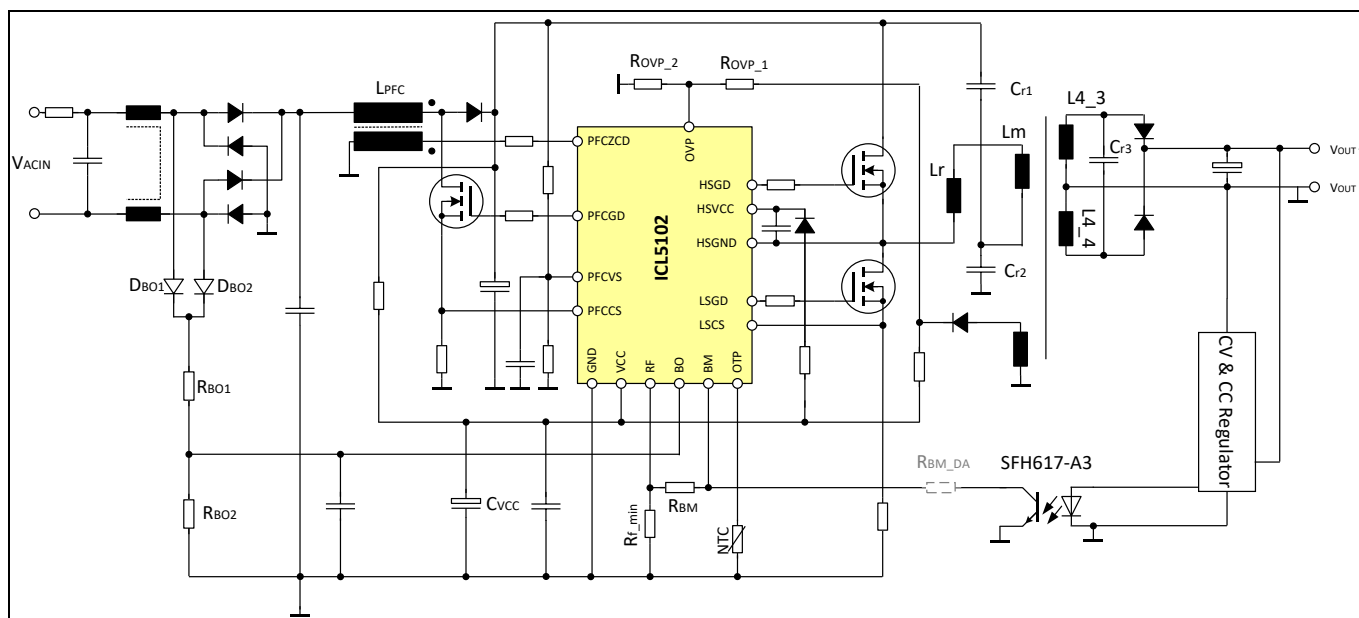 ROVP_2
ROVP_1
LPFC
Cr1
L4_3
VACIN
PFCZCD
OVP
Lm
Cr3
VOUT
Lr
HSGD
HSVCC
VOUT
PFCGD
HSGND
L4_4
ICL5102
Cr2
PFCVS
DBO1
DBO2
LSGD
PFCCS
LSCS
GND
VCC
RF
BO
BM
OTP
RBO1
CV & CC Regulator
RBM_DA
SFH617-A3
RBM
RBO2
CVCC
Rf_min
NTC